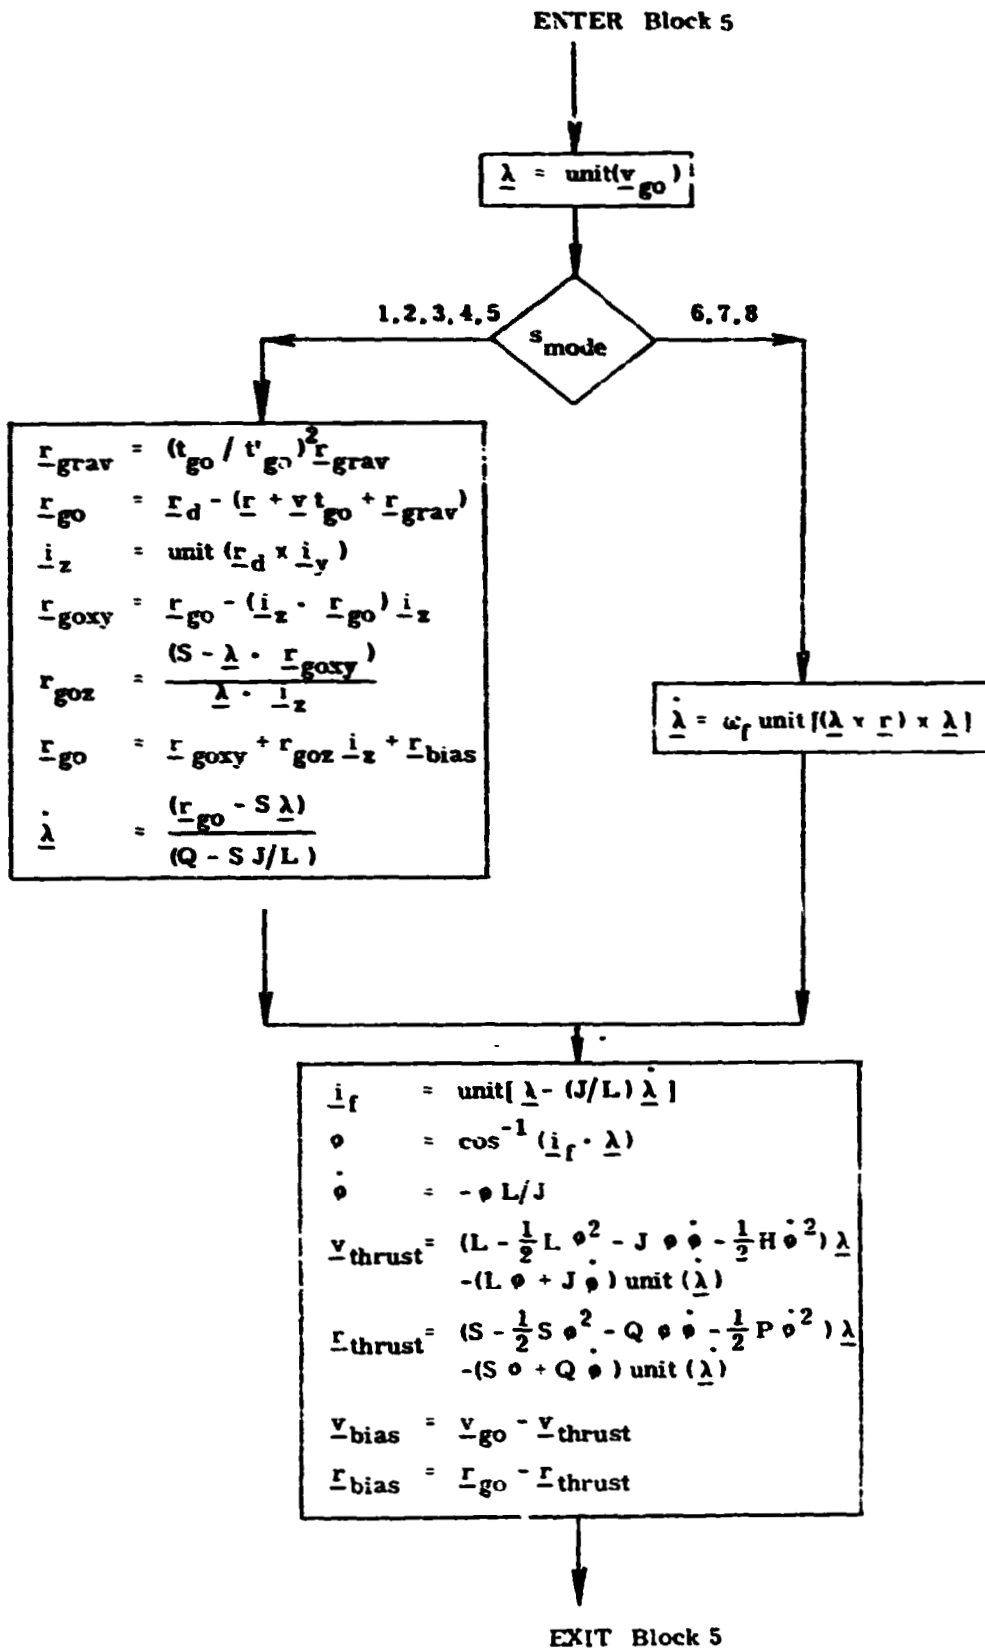 ENTER Block 5
λ = unit(v_go)
1,2,3,4,5
6,7,8
s_mode
r_grav = (t_go / t'_go)² r_grav
r_go = r_d - (r + v t_go + r_grav)
i_z = unit (r_d x i_y)
r_goxy = r_go - (i_z · r_go) i_z
r_goz = (S - λ · r_goxy) / (λ · i_z)
r_go = r_goxy + r_goz i_z + r_bias
λ̇ = (r_go - S λ) / (Q - S J/L)
λ̇ = ω_f unit [(λ x r) x λ]
i_f = unit[ λ - (J/L) λ̇ ]
φ = cos⁻¹ (i_f · λ)
φ̇ = - φ L/J
v_thrust = (L - 1/2 L φ² - J φ φ̇ - 1/2 H φ̇²) λ
-(L φ + J φ̇) unit (λ̇)
r_thrust = (S - 1/2 S φ² - Q φ φ̇ - 1/2 P φ̇²) λ
-(S φ + Q φ̇) unit (λ̇)
v_bias = v_go - v_thrust
r_bias = r_go - r_thrust
EXIT Block 5